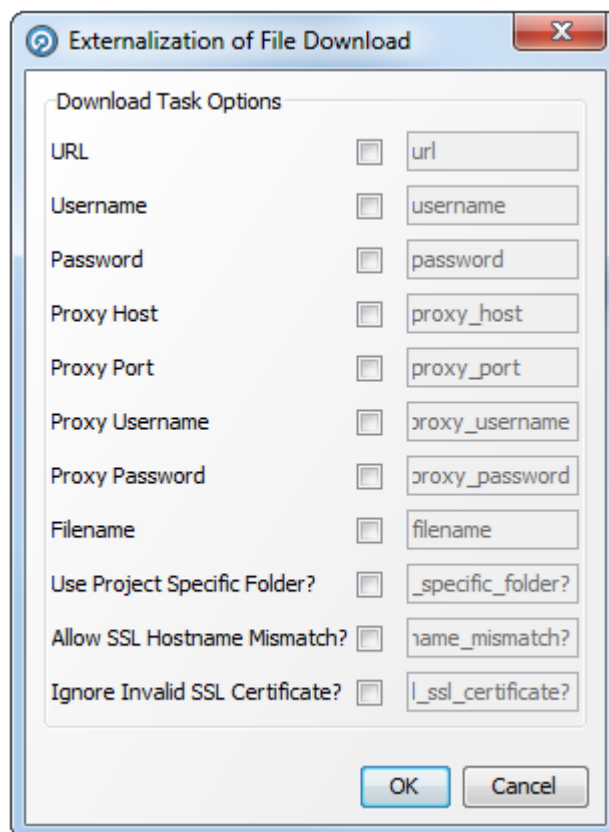 Externalization of File Download
Download Task Options
URL url
Username username
Password password
Proxy Host proxy_host
Proxy Port proxy_port
Proxy Username proxy_username
Proxy Password proxy_password
Filename filename
Use Project Specific Folder? _specific_folder?
Allow SSL Hostname Mismatch? name_mismatch?
Ignore Invalid SSL Certificate? l_ssl_certificate?
OK Cancel